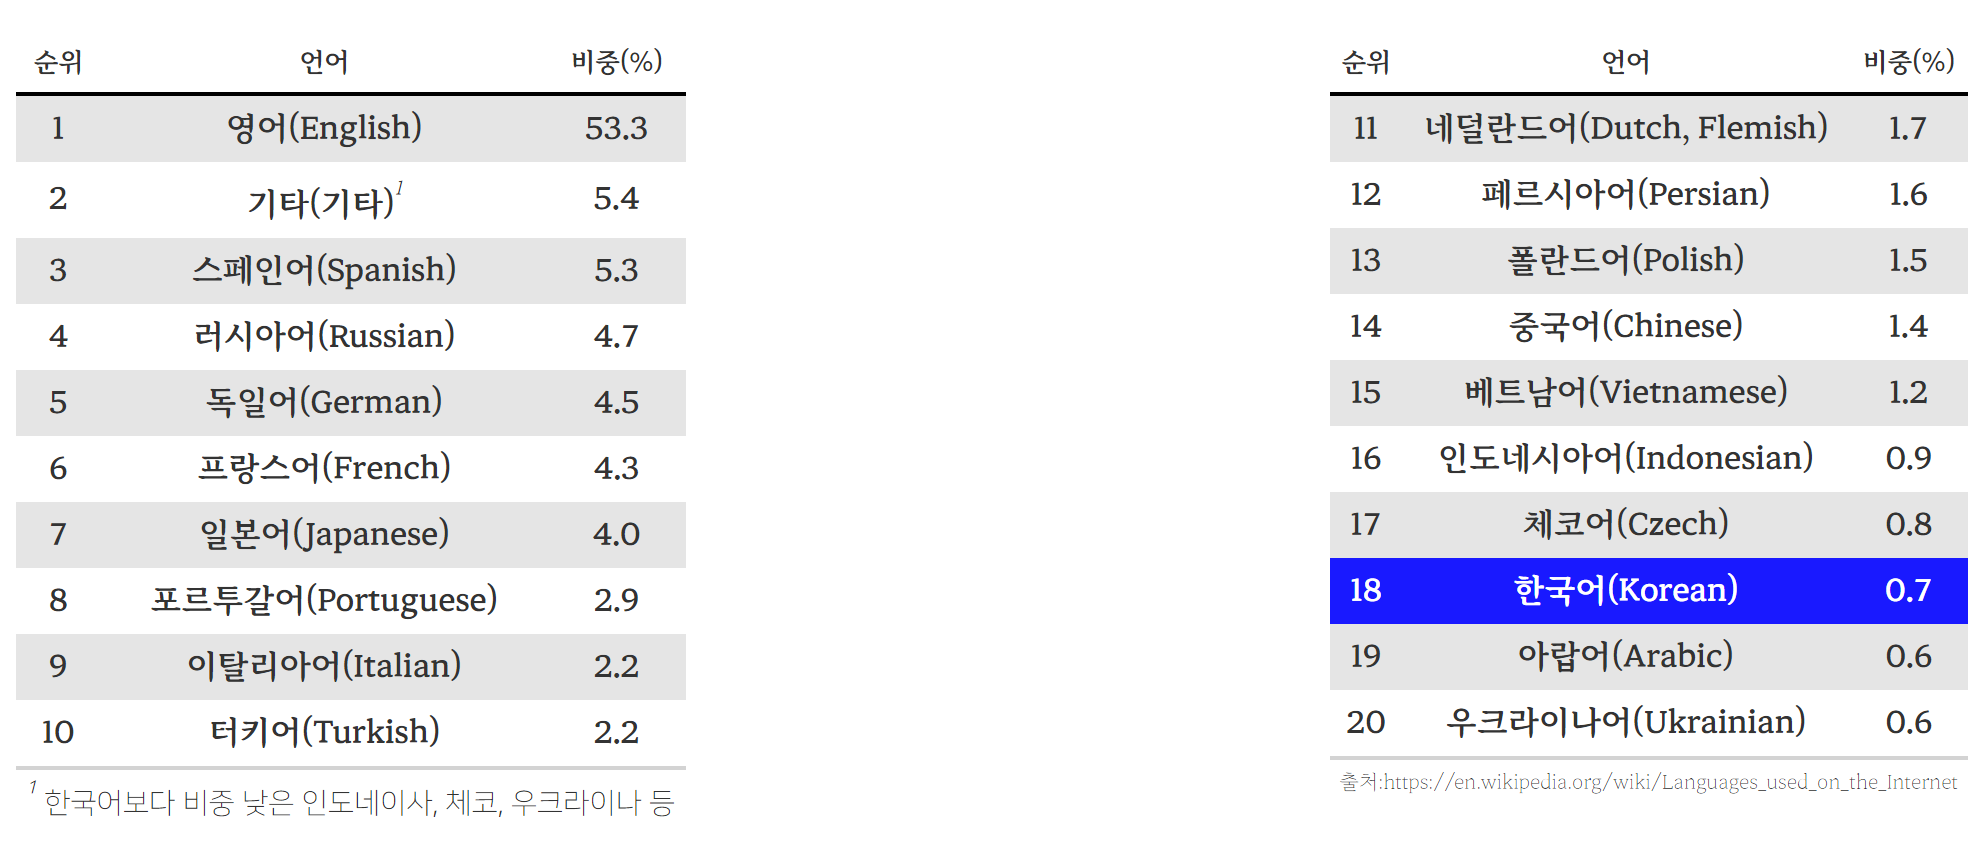 순위 언어 비중(%)
1 영어(English) 53.3
2 기타(기타)1 5.4
3 스페인어(Spanish) 5.3
4 러시아어(Russian) 4.7
5 독일어(German) 4.5
6 프랑스어(French) 4.3
7 일본어(Japanese) 4.0
8 포르투갈어(Portuguese) 2.9
9 이탈리아어(Italian) 2.2
10 터키어(Turkish) 2.2
1 한국어보다 비중 낮은 인도네이사, 체코, 우크라이나 등
순위 언어 비중(%)
11 네덜란드어(Dutch, Flemish) 1.7
12 페르시아어(Persian) 1.6
13 폴란드어(Polish) 1.5
14 중국어(Chinese) 1.4
15 베트남어(Vietnamese) 1.2
16 인도네시아어(Indonesian) 0.9
17 체코어(Czech) 0.8
18 한국어(Korean) 0.7
19 아랍어(Arabic) 0.6
20 우크라이나어(Ukrainian) 0.6
출처:https://en.wikipedia.org/wiki/Languages_used_on_the_Internet